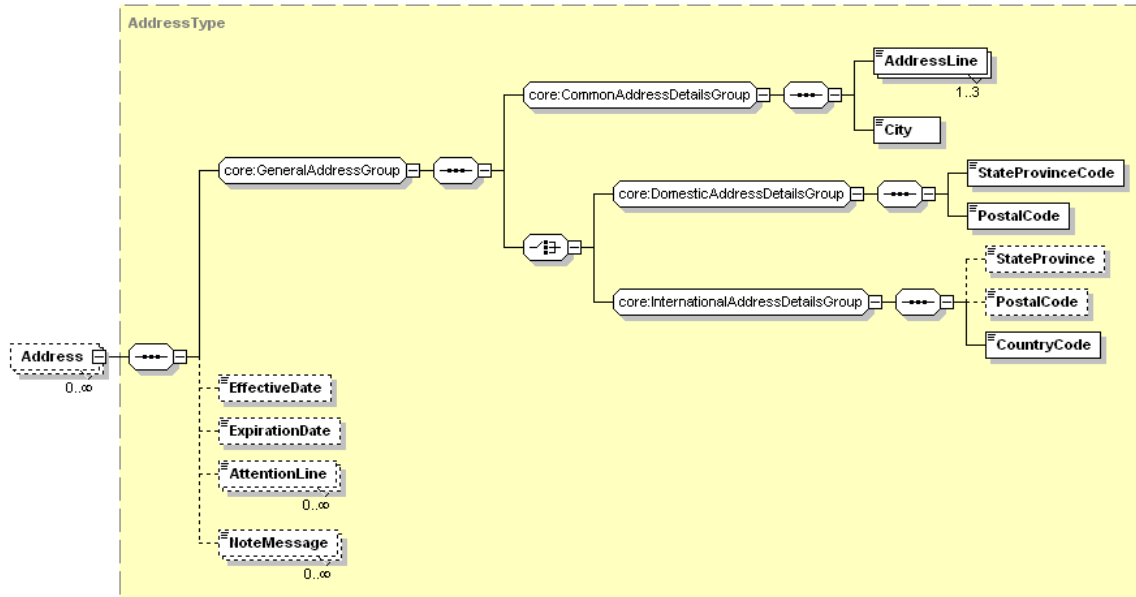 AddressType
AddressLine
1..3
core:CommonAddressDetailsGroup
City
core:GeneralAddressGroup
core:DomesticAddressDetailsGroup
StateProvinceCode
PostalCode
StateProvince
core:InternationalAddressDetailsGroup
PostalCode
CountryCode
Address
0..∞
EffectiveDate
ExpirationDate
AttentionLine
0..∞
NoteMessage
0..∞